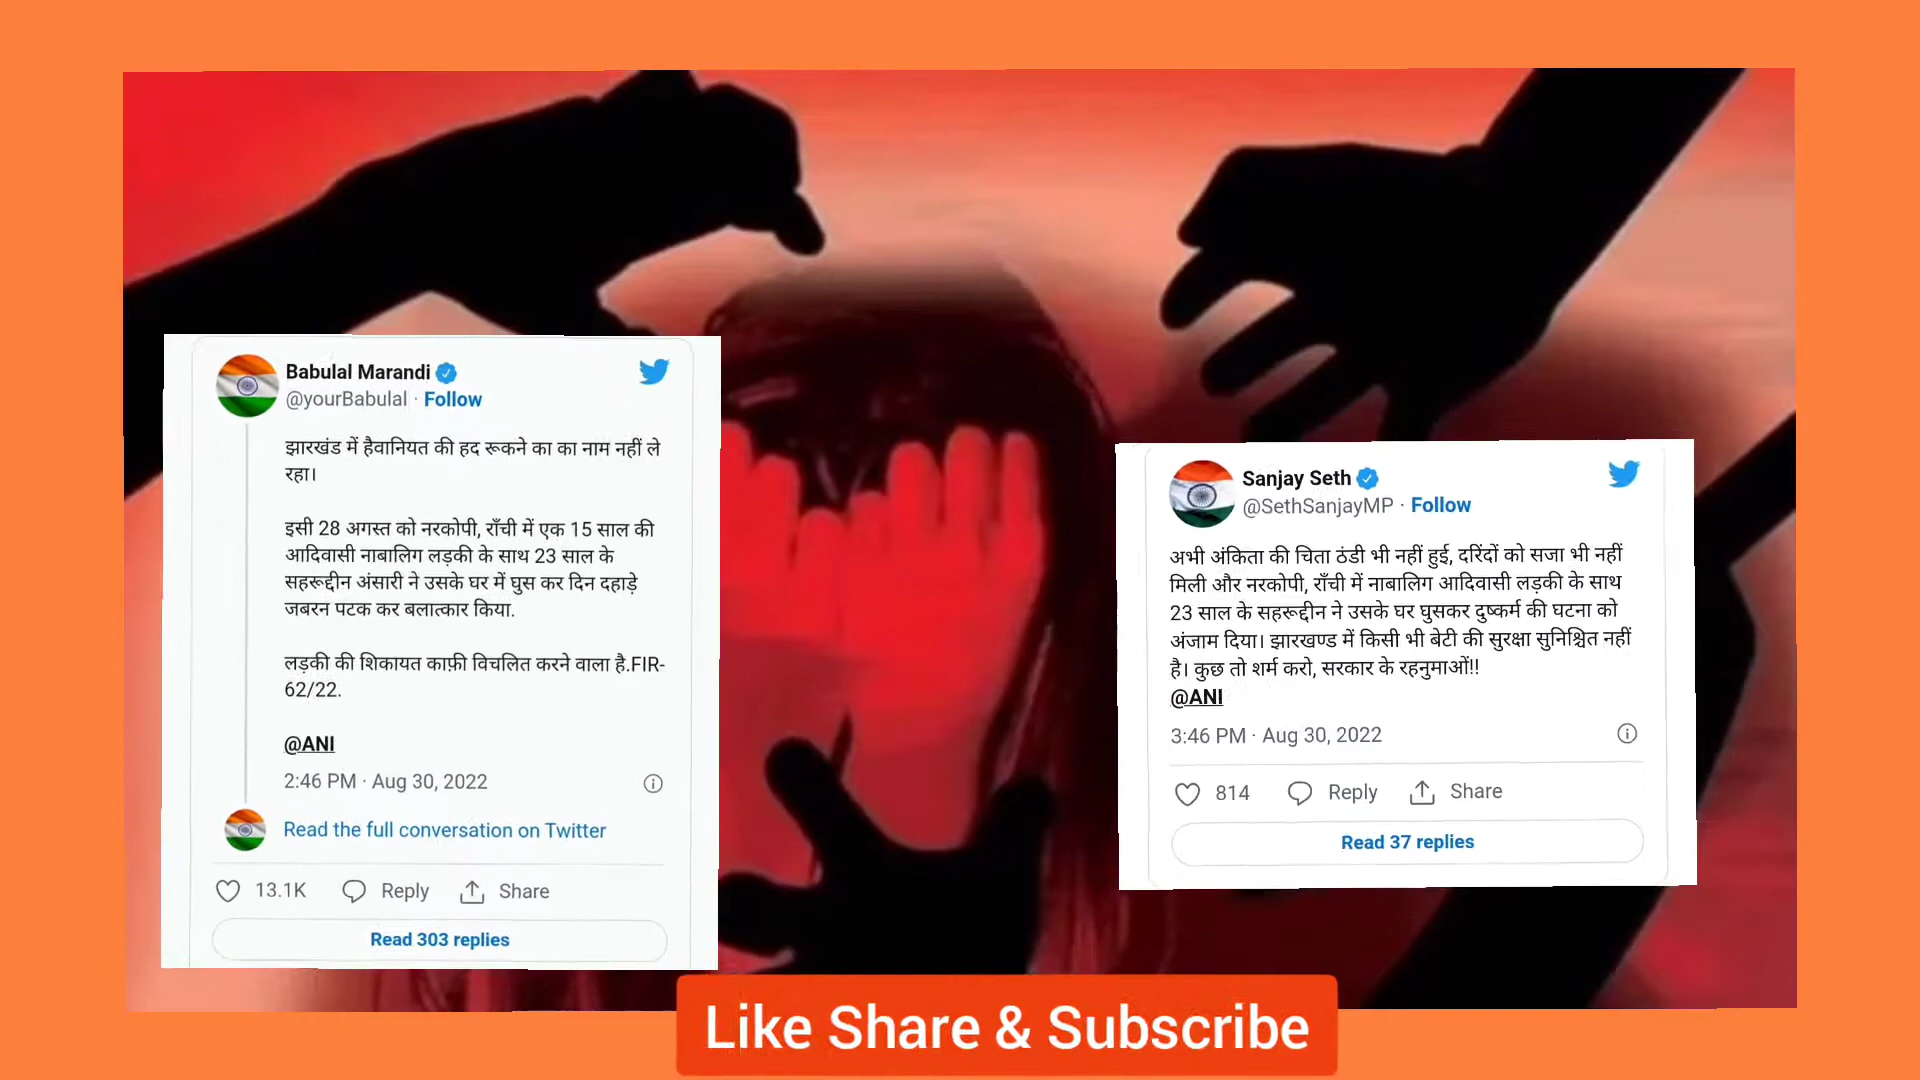 Babulal Marandi
@yourBabulal · Follow
झारखंड में हैवानियत की हद रूकने का का नाम नहीं ले
रहा।
इसी 28 अगस्त को नरकोपी, राँची में एक 15 साल की
आदिवासी नाबालिग लड़की के साथ 23 साल के
सहरूद्दीन अंसारी ने उसके घर में घुस कर दिन दहाड़े
जबरन पटक कर बलात्कार किया.
लड़की की शिकायत काफ़ी विचलित करने वाला है.FIR-
62/22.
@ANI
2:46 PM · Aug 30, 2022
Read the full conversation on Twitter
13.1K Reply Share
Read 303 replies
Sanjay Seth
@SethSanjayMP · Follow
अभी अंकिता की चिता ठंडी भी नहीं हुई, दरिंदों को सजा भी नहीं
मिली और नरकोपी, राँची में नाबालिग आदिवासी लड़की के साथ
23 साल के सहरूद्दीन ने उसके घर घुसकर दुष्कर्म की घटना को
अंजाम दिया। झारखण्ड में किसी भी बेटी की सुरक्षा सुनिश्चित नहीं
है। कुछ तो शर्म करो, सरकार के रहनुमाओं!!
@ANI
3:46 PM · Aug 30, 2022
814 Reply Share
Read 37 replies
Like Share & Subscribe